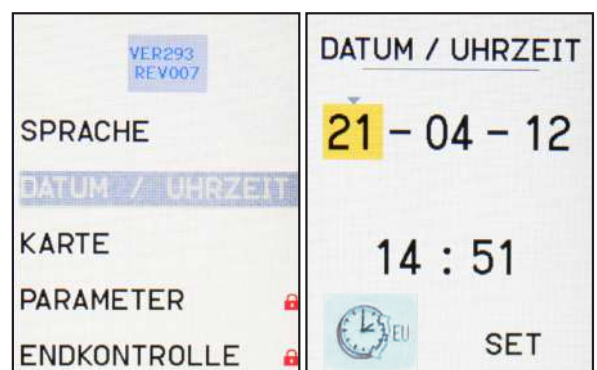 VER293
REV007
SPRACHE
DATUM / UHRZEIT
KARTE
PARAMETER
ENDKONTROLLE
DATUM / UHRZEIT
21 - 04 - 12
14 : 51
EU
SET